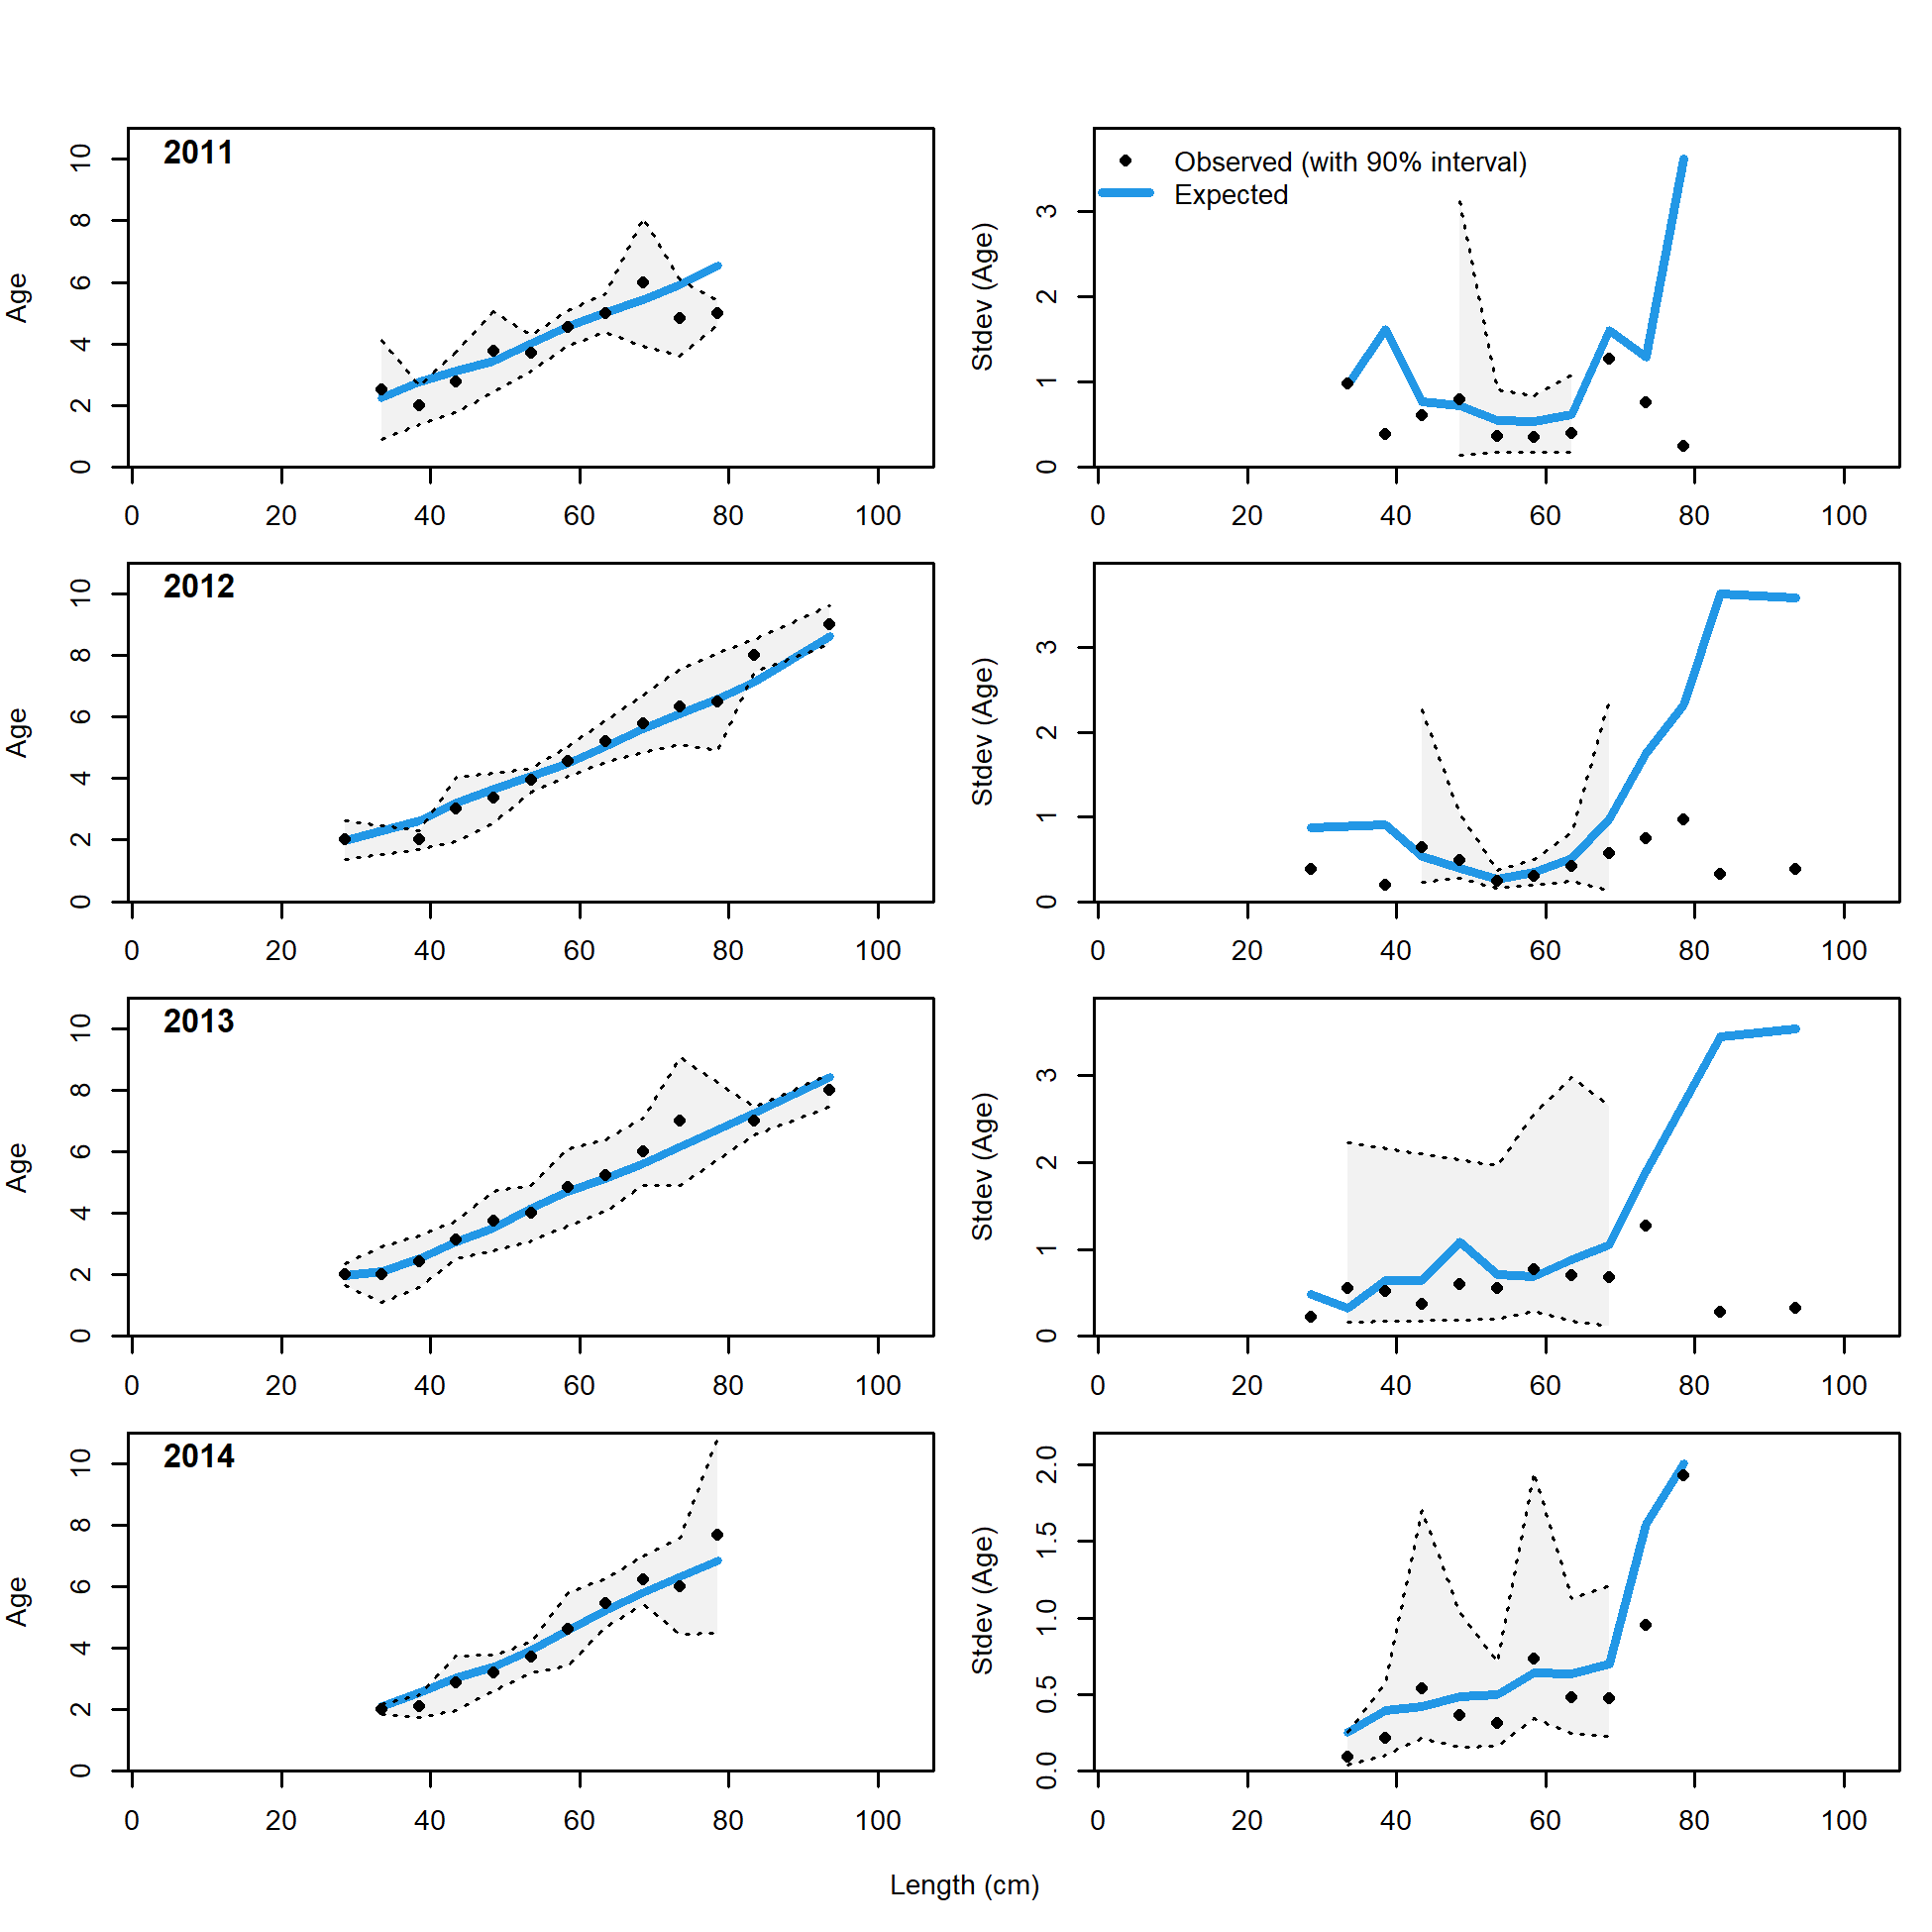 2011
Age
0 2 4 6 8 10
0 20 40 60 80 100
Observed (with 90% interval)
Expected
Stdev (Age)
0 1 2 3
0 20 40 60 80 100
2012
Age
0 2 4 6 8 10
0 20 40 60 80 100
Stdev (Age)
0 1 2 3
0 20 40 60 80 100
2013
Age
0 2 4 6 8 10
0 20 40 60 80 100
Stdev (Age)
0 1 2 3
0 20 40 60 80 100
2014
Age
0 2 4 6 8 10
0 20 40 60 80 100
Stdev (Age)
0.0 0.5 1.0 1.5 2.0
0 20 40 60 80 100
Length (cm)